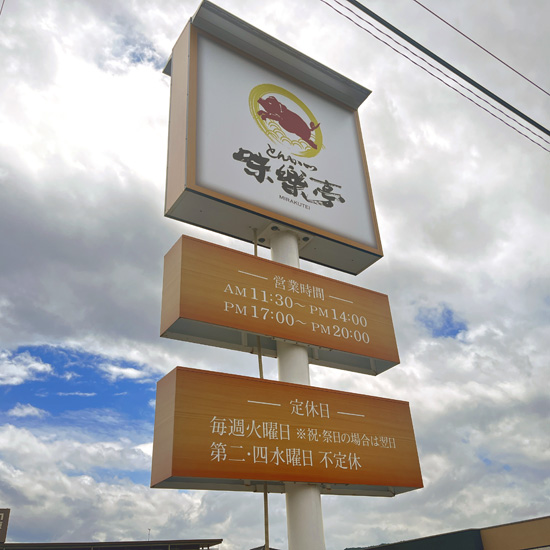 とんかつ
味樂亭
MIRAKUTEI
営業時間
AM 11:30〜PM 14:00
PM 17:00〜PM 20:00
定休日
毎週火曜日 ※祝・祭日の場合は翌日
第二・四水曜日 不定休